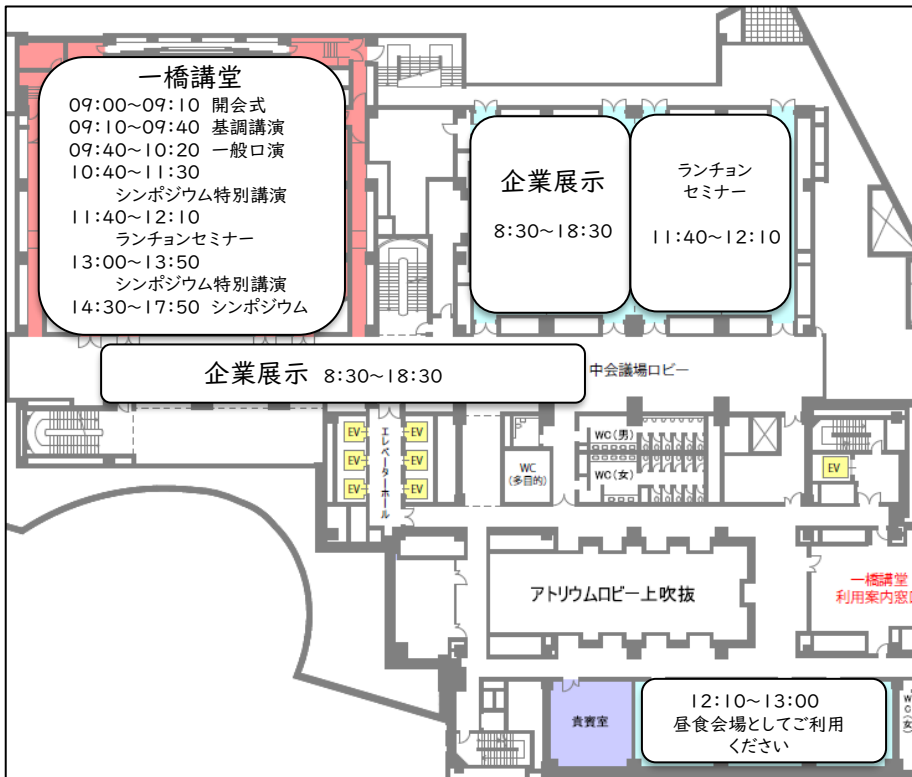 一橋講堂
09:00~09:10 開会式
09:10~09:40 基調講演
09:40~10:20 一般口演
10:40~11:30
シンポジウム特別講演
11:40~12:10
ランチョンセミナー
13:00~13:50
シンポジウム特別講演
14:30~17:50 シンポジウム
企業展示
8:30~18:30
ランチョン
セミナー
11:40~12:10
企業展示 8:30~18:30
中会議場ロビー
EV
EV
EV
エレベーターホール
EV
EV
EV
WC
(多目的)
WC(男)
WC(女)
EV
アトリウムロビー上吹抜
一橋講堂
利用案内窓口
貴賓室
12:10~13:00
昼食会場としてご利用
ください
WC(女)